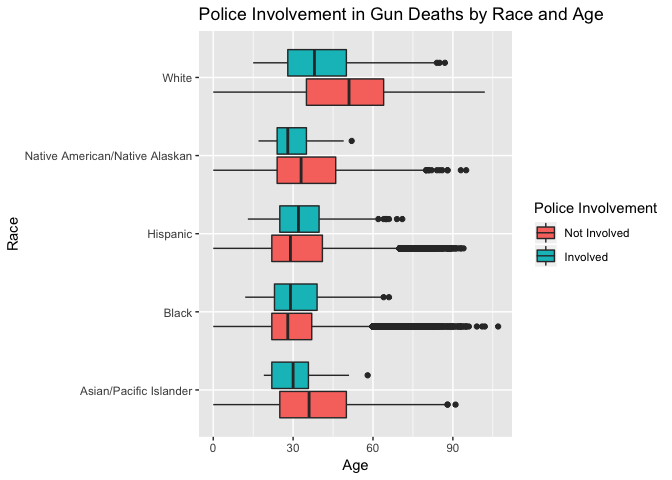 Police Involvement in Gun Deaths by Race and Age
White
Native American/Native Alaskan
Hispanic
Black
Asian/Pacific Islander
Race
0 30 60 90
Age
Police Involvement
Not Involved
Involved